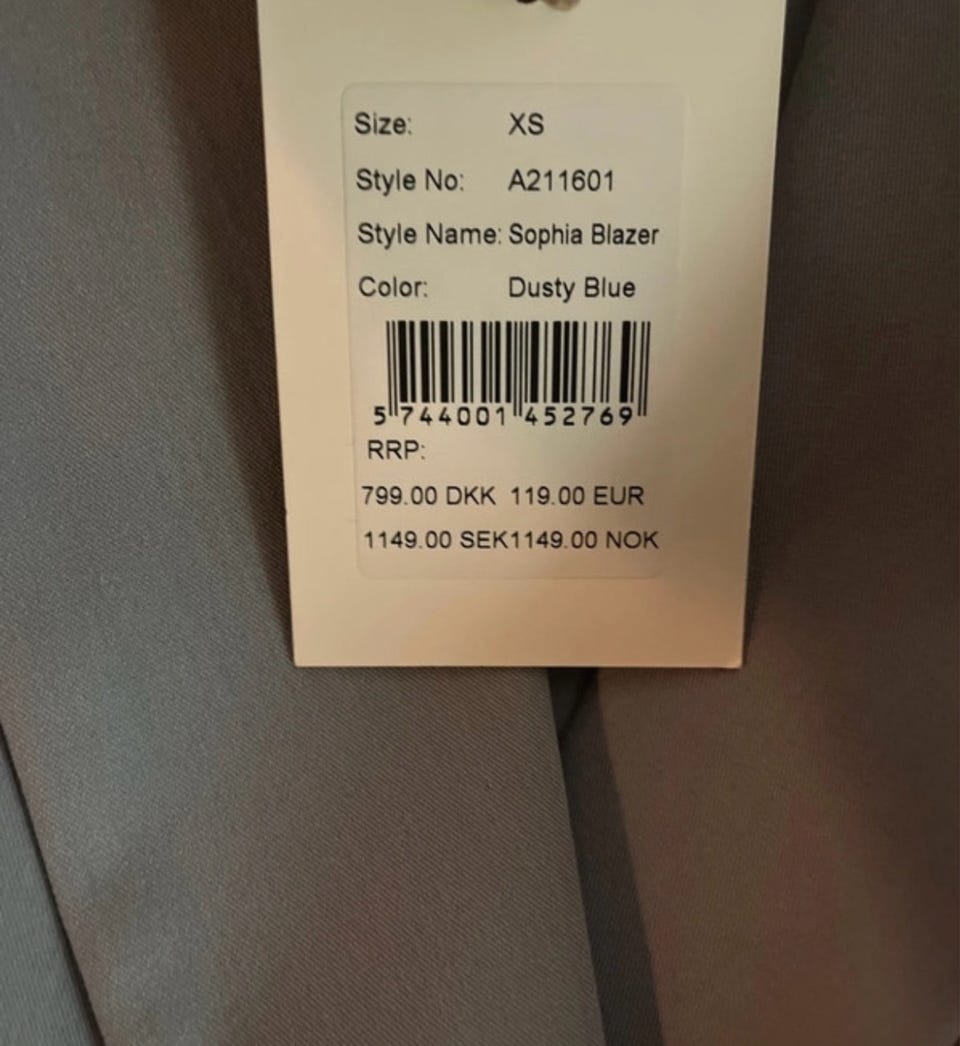 Size: XS
Style No: A211601
Style Name: Sophia Blazer
Color: Dusty Blue
5 744001 452769
RRP:
799.00 DKK 119.00 EUR
1149.00 SEK1149.00 NOK